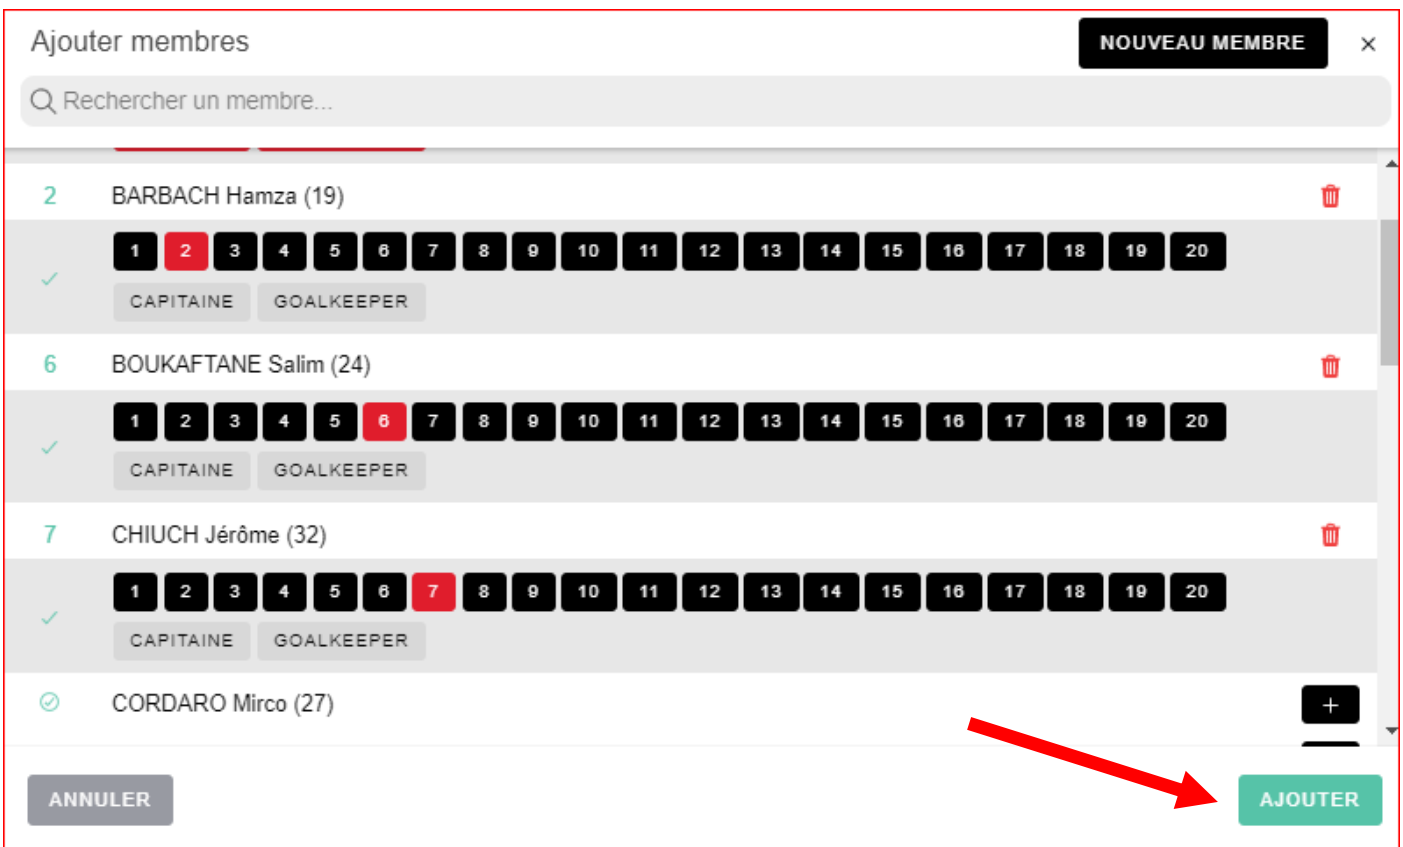 Ajouter membres NOUVEAU MEMBRE ×
Rechercher un membre...
2 BARBACH Hamza (19)
1 2 3 4 5 6 7 8 9 10 11 12 13 14 15 16 17 18 19 20
CAPITAINE GOALKEEPER
6 BOUKAFTANE Salim (24)
1 2 3 4 5 6 7 8 9 10 11 12 13 14 15 16 17 18 19 20
CAPITAINE GOALKEEPER
7 CHIUCH Jérôme (32)
1 2 3 4 5 6 7 8 9 10 11 12 13 14 15 16 17 18 19 20
CAPITAINE GOALKEEPER
CORDARO Mirco (27) +
ANNULER AJOUTER